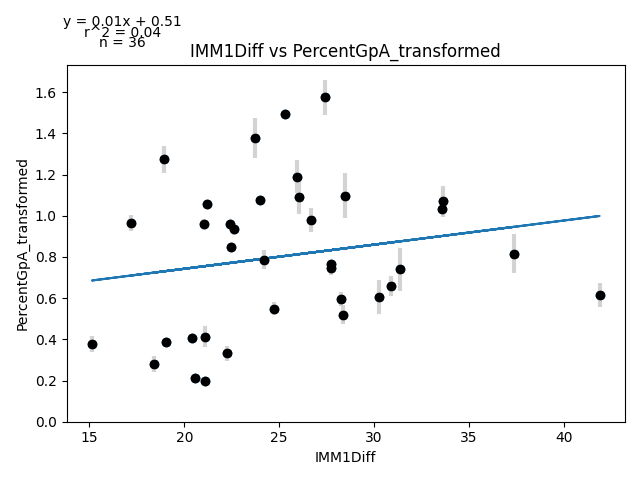 y = 0.01x + 0.51
r^2 = 0.04
n = 36
IMM1Diff vs PercentGpA_transformed
PercentGpA_transformed
1.6
1.4
1.2
1.0
0.8
0.6
0.4
0.2
0.0
15 20 25 30 35 40
IMM1Diff